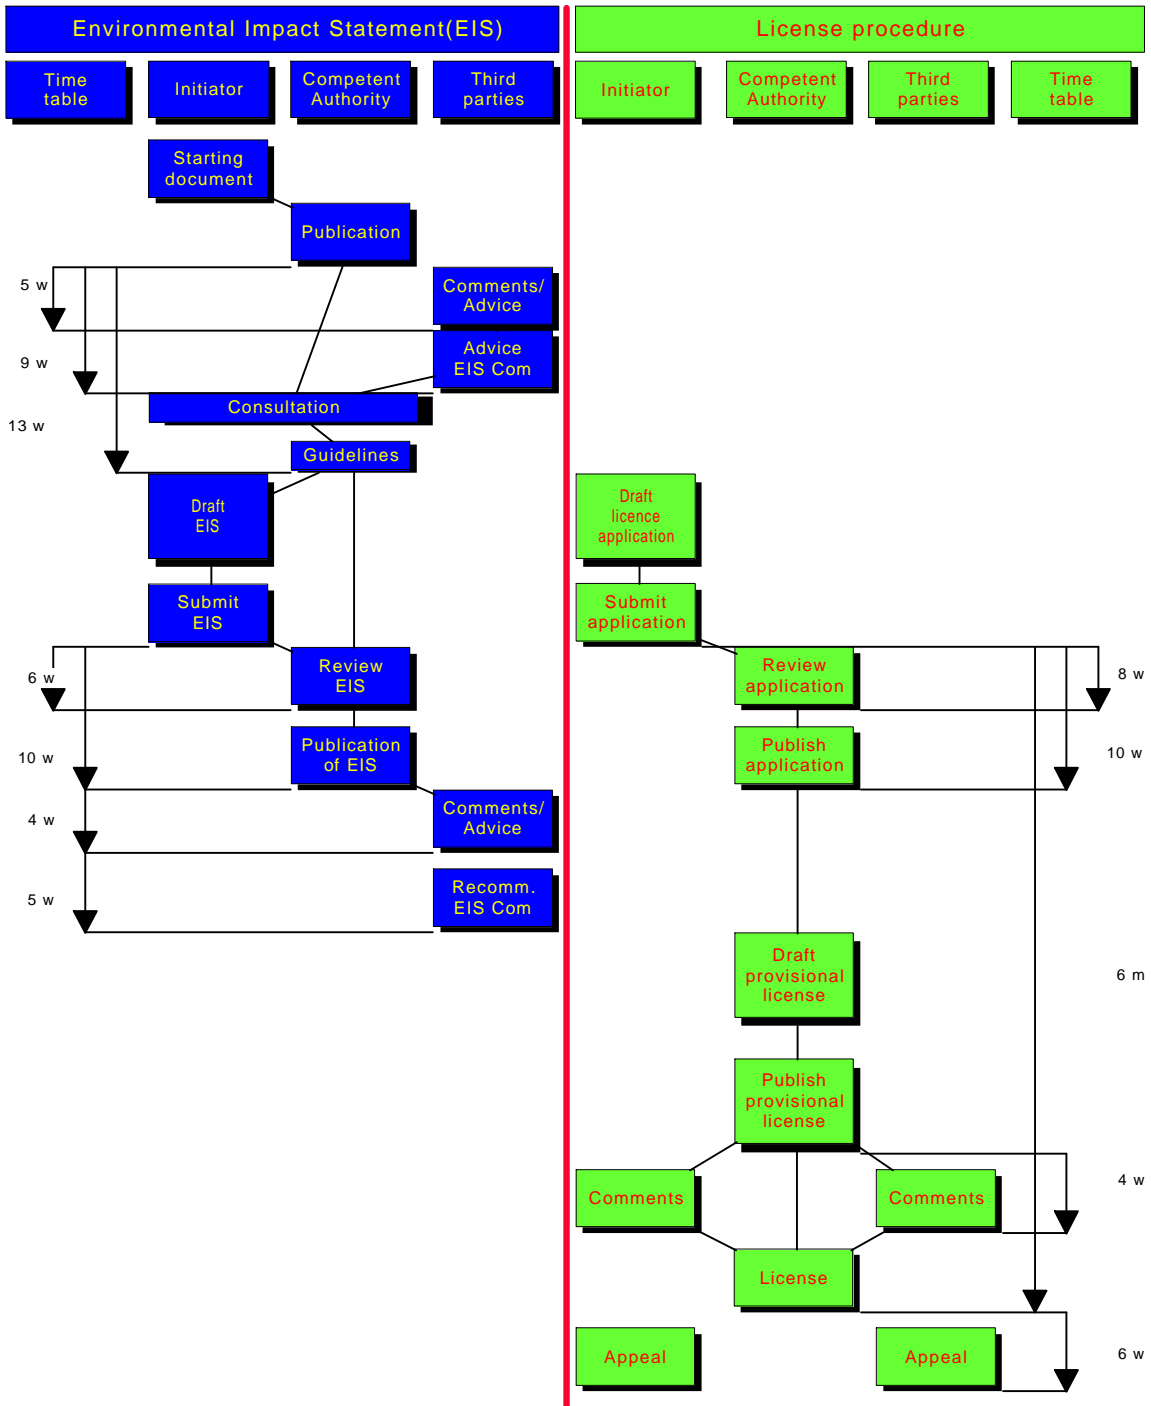 Environmental Impact Statement(EIS)
Time
table
Initiator
Competent
Authority
Third
parties
Starting
document
Publication
5 w
Comments/
Advice
9 w
Advice
EIS Com
Consultation
13 w
Guidelines
Draft
EIS
Submit
EIS
6 w
Review
EIS
10 w
Publication
of EIS
4 w
Comments/
Advice
5 w
Recomm.
EIS Com
License procedure
Initiator
Competent
Authority
Third
parties
Time
table
Draft
licence
application
Submit
application
Review
application
8 w
Publish
application
10 w
Draft
provisional
license
6 m
Publish
provisional
license
Comments
Comments
4 w
License
Appeal
Appeal
6 w